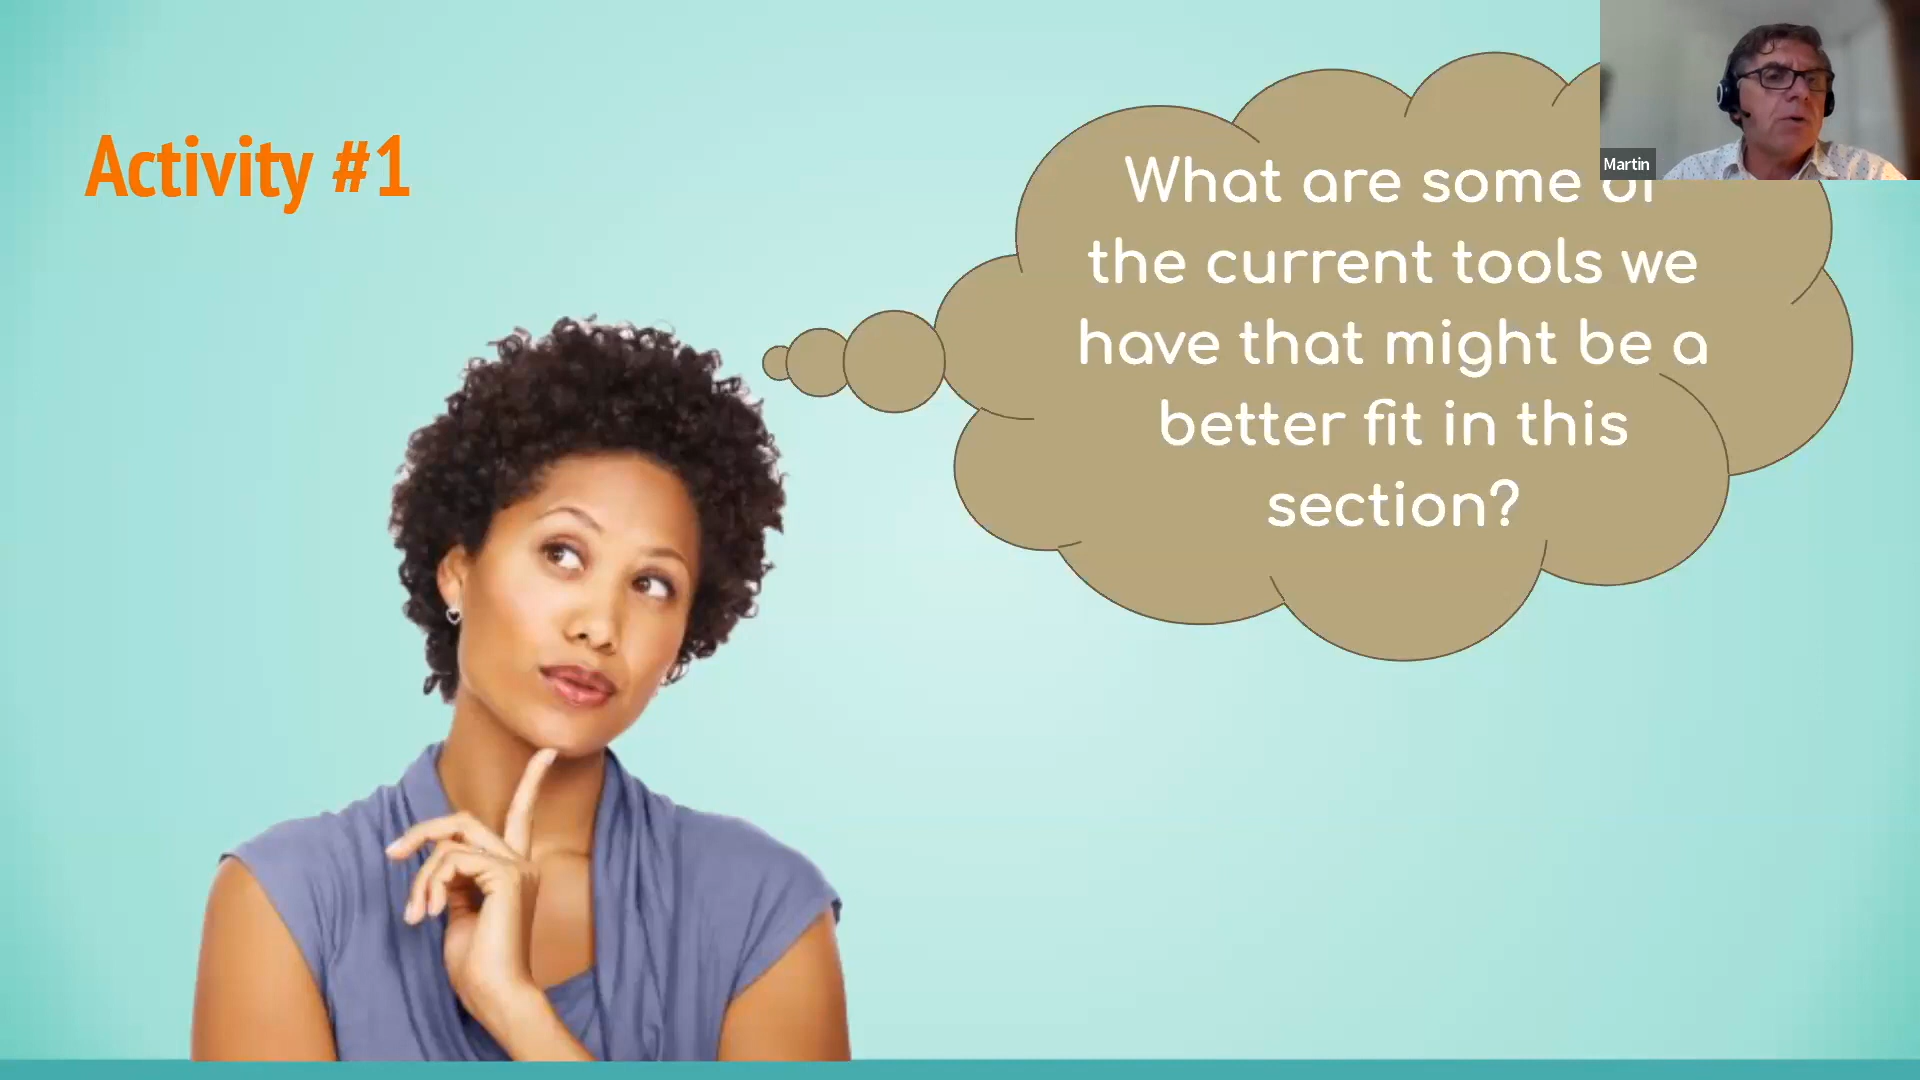 Activity #1
What are some of
the current tools we
have that might be a
better fit in this
section?
Martin